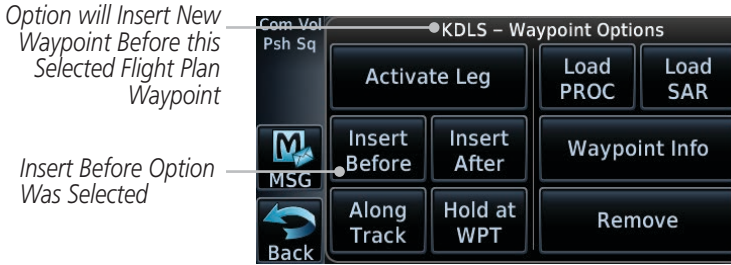 Option will Insert New
Waypoint Before this
Selected Flight Plan
Waypoint
Insert Before Option
Was Selected
Com Vol
Psh Sq
KDLS – Waypoint Options
Activate Leg
Load
PROC
Load
SAR
MSG
Insert
Before
Insert
After
Waypoint Info
Back
Along
Track
Hold at
WPT
Remove